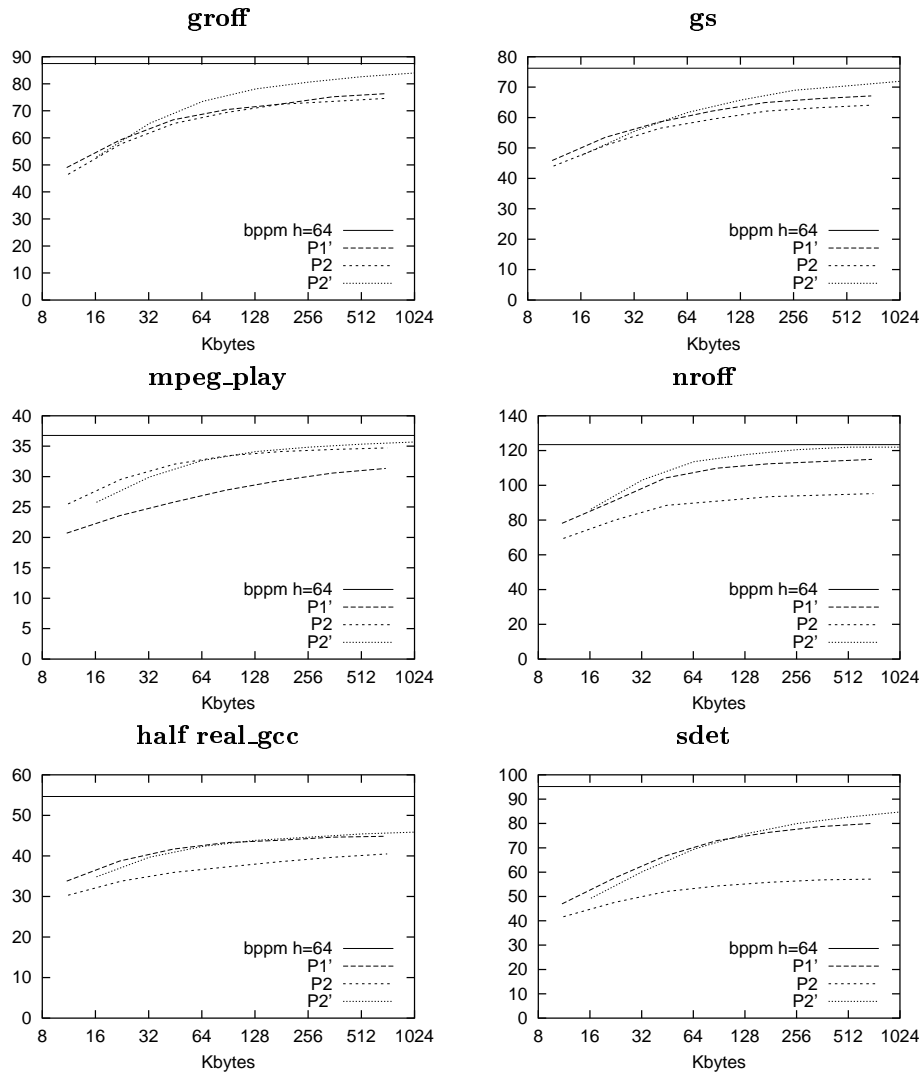 groff
90
80
70
60
50
40
30
20
10
0
8 16 32 64 128 256 512 1024
Kbytes
bppm h=64
P1'
P2
P2'
gs
80
70
60
50
40
30
20
10
0
8 16 32 64 128 256 512 1024
Kbytes
bppm h=64
P1'
P2
P2'
mpeg_play
40
35
30
25
20
15
10
5
0
8 16 32 64 128 256 512 1024
Kbytes
bppm h=64
P1'
P2
P2'
nroff
140
120
100
80
60
40
20
0
8 16 32 64 128 256 512 1024
Kbytes
bppm h=64
P1'
P2
P2'
half real_gcc
60
50
40
30
20
10
0
8 16 32 64 128 256 512 1024
Kbytes
bppm h=64
P1'
P2
P2'
sdet
100
90
80
70
60
50
40
30
20
10
0
8 16 32 64 128 256 512 1024
Kbytes
bppm h=64
P1'
P2
P2'